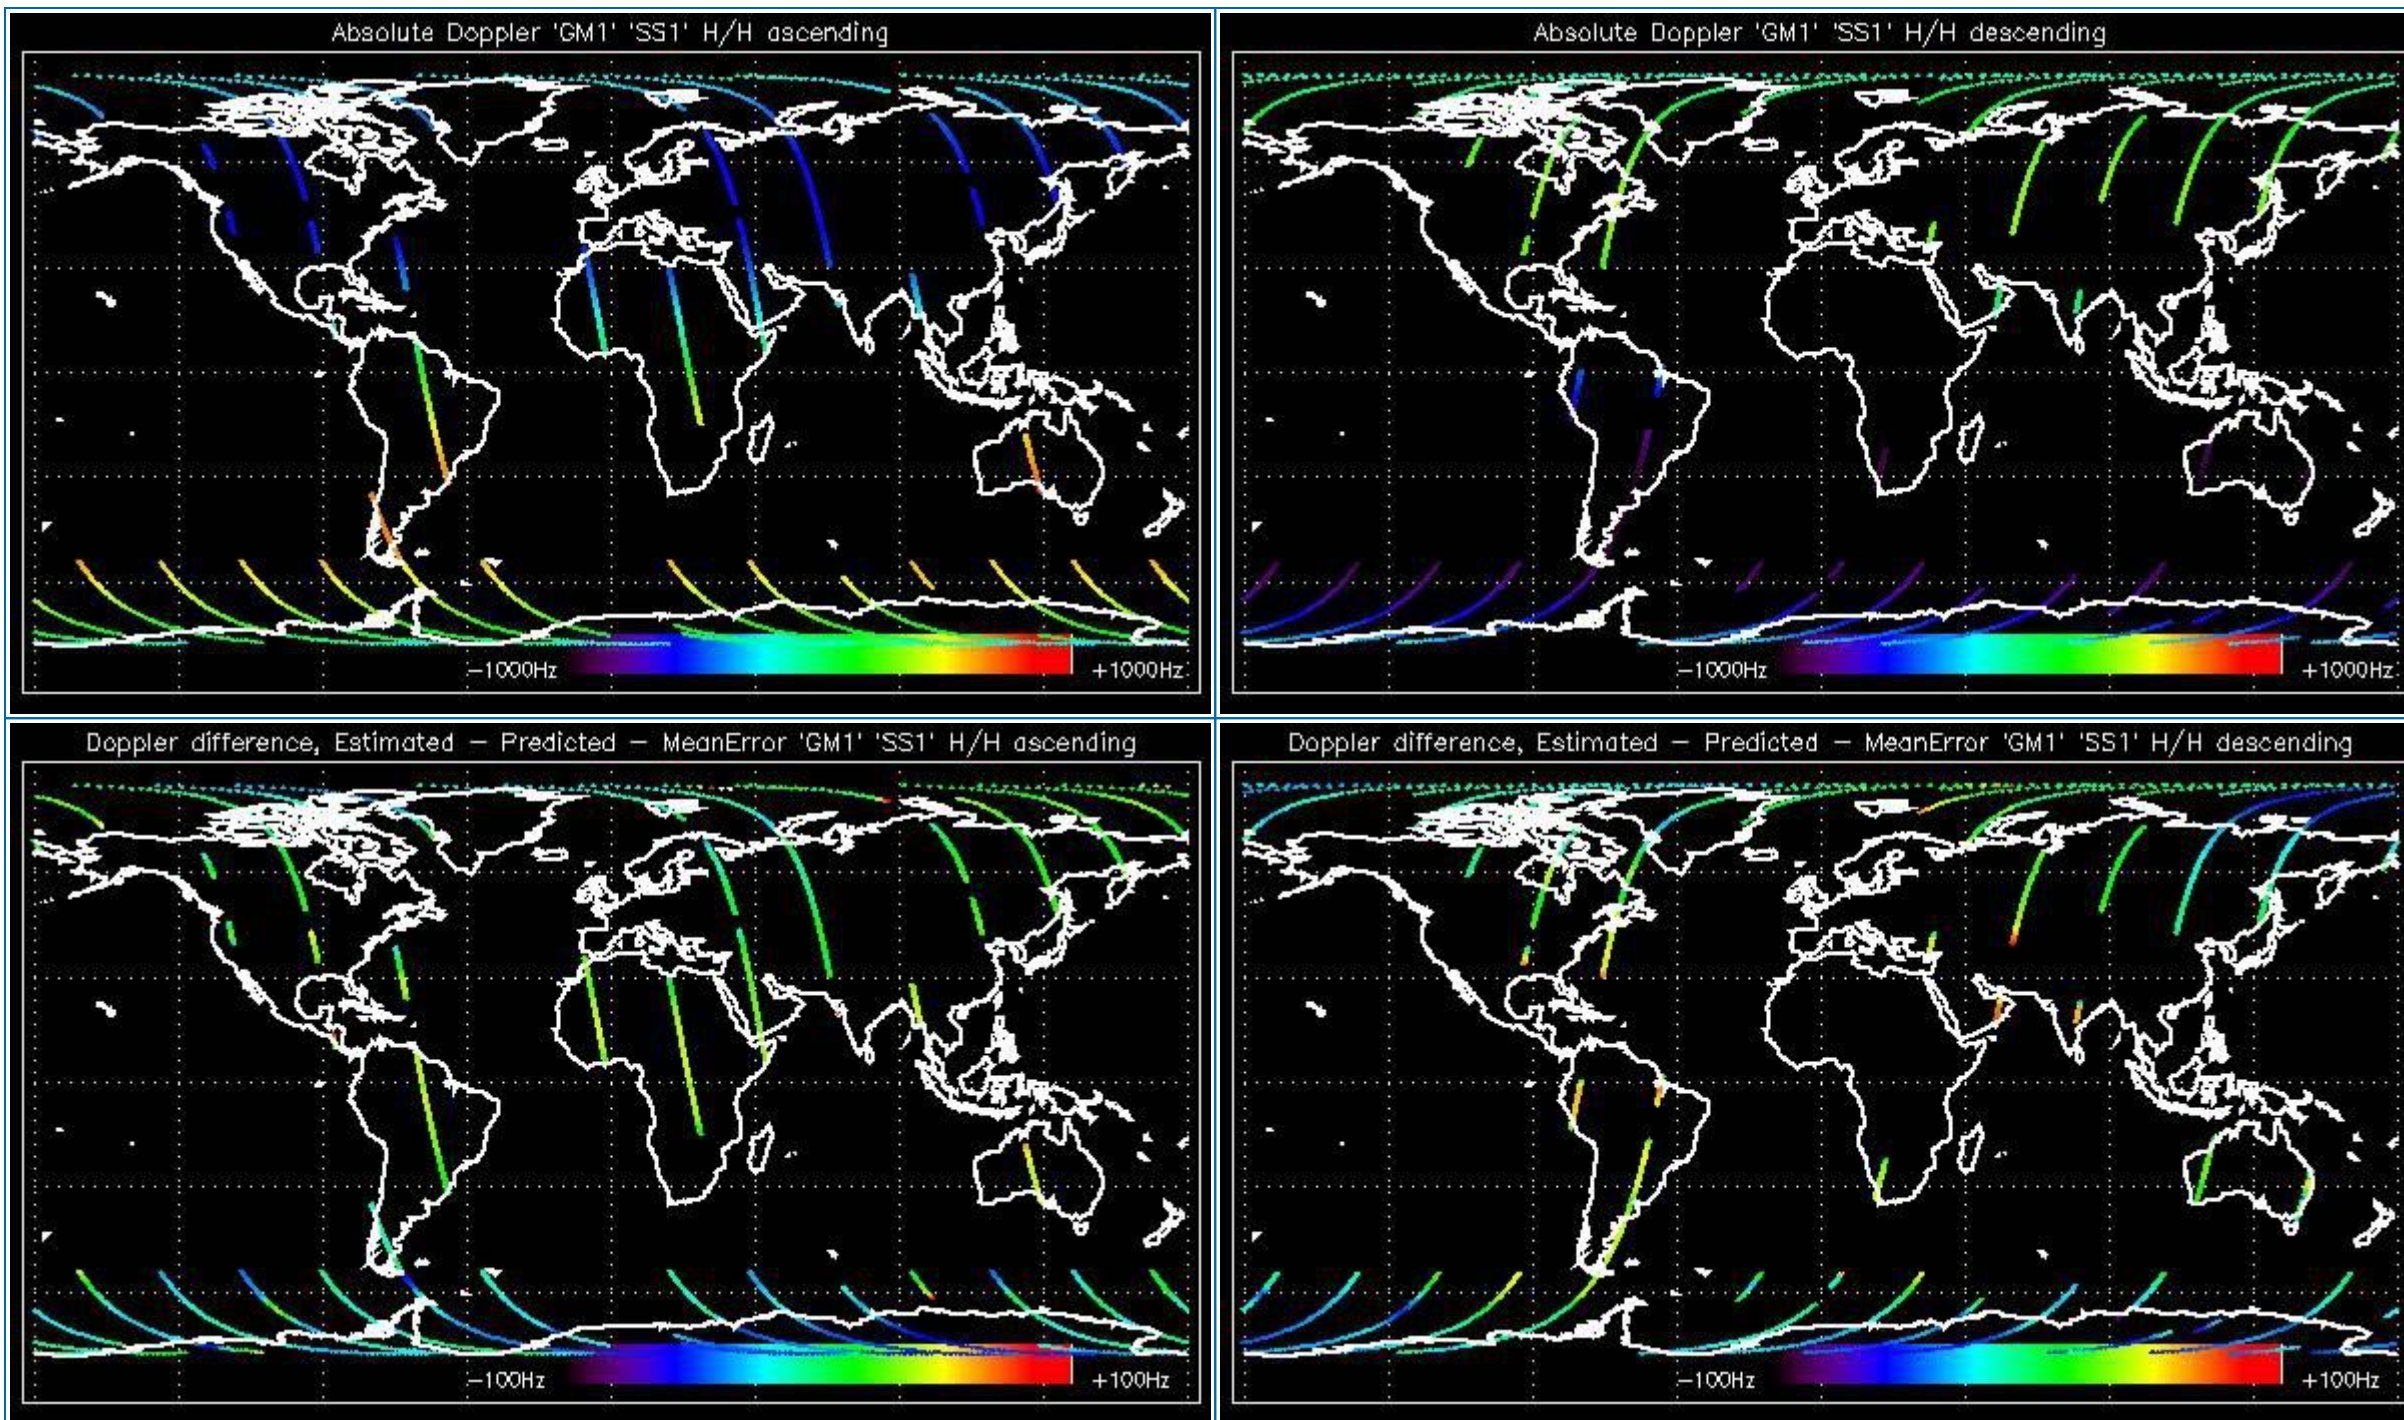 Absolute Doppler 'GM1' 'SS1' H/H ascending
-1000Hz
+1000Hz
Absolute Doppler 'GM1' 'SS1' H/H descending
-1000Hz
+1000Hz
Doppler difference, Estimated - Predicted - MeanError 'GM1' 'SS1' H/H ascending
-100Hz
+100Hz
Doppler difference, Estimated - Predicted - MeanError 'GM1' 'SS1' H/H descending
-100Hz
+100Hz